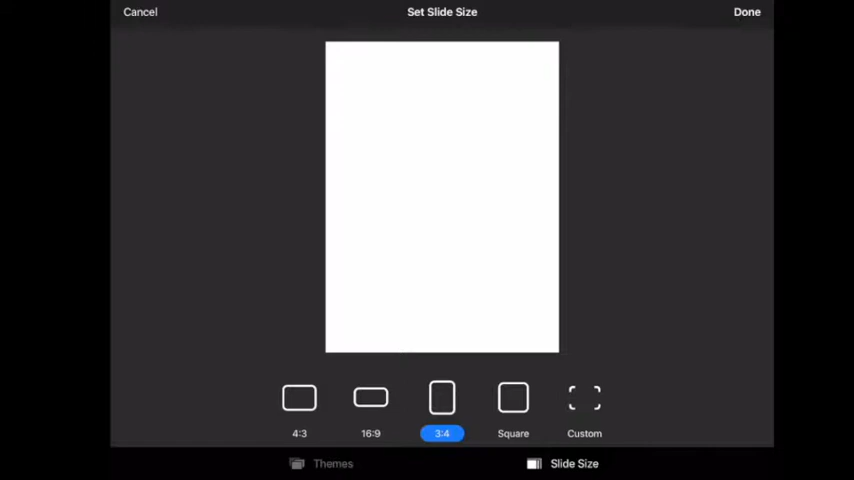 Cancel
Set Slide Size
Done
4:3
16:9
3:4
Square
Custom
Themes
Slide Size